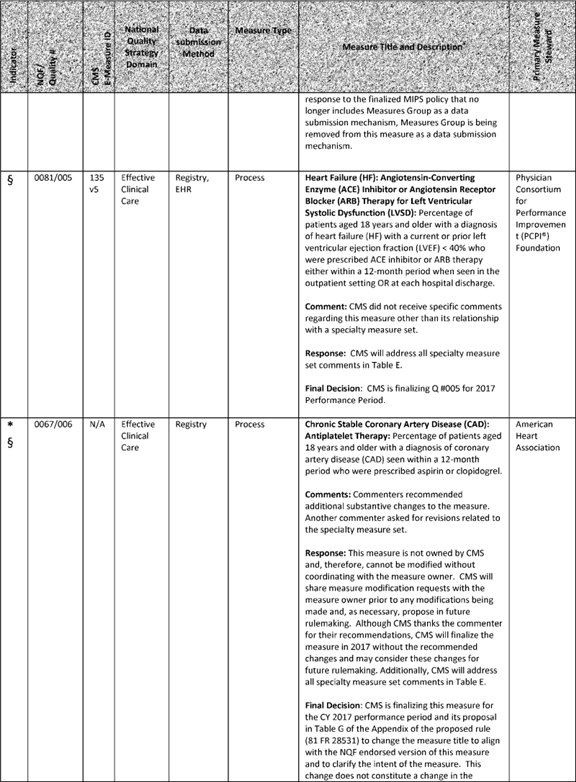 Indicator
NQF/
Quality #
CMS
E-Measure ID
National
Quality
Strategy
Domain
Data
submission
Method
Measure Type
Measure Title and Description
Primary Measure
Steward
response to the finalized MIPS policy that no
longer includes Measures Group as a data
submission mechanism, Measures Group is being
removed from this measure as a data submission
mechanism.
§
0081/005
135
v5
Effective
Clinical
Care
Registry,
EHR
Process
Heart Failure (HF): Angiotensin-Converting
Enzyme (ACE) Inhibitor or Angiotensin Receptor
Blocker (ARB) Therapy for Left Ventricular
Systolic Dysfunction (LVSD): Percentage of
patients aged 18 years and older with a diagnosis
of heart failure (HF) with a current or prior left
ventricular ejection fraction (LVEF) < 40% who
were prescribed ACE inhibitor or ARB therapy
either within a 12-month period when seen in the
outpatient setting OR at each hospital discharge.
Comment: CMS did not receive specific comments
regarding this measure other than its relationship
with a specialty measure set.
Response: CMS will address all specialty measure
set comments in Table E.
Final Decision: CMS is finalizing Q #005 for 2017
Performance Period.
Physician
Consortium
for
Performance
Improvemen
t (PCPI®)
Foundation
*
§
0067/006
N/A
Effective
Clinical
Care
Registry
Process
Chronic Stable Coronary Artery Disease (CAD):
Antiplatelet Therapy: Percentage of patients aged
18 years and older with a diagnosis of coronary
artery disease (CAD) seen within a 12-month
period who were prescribed aspirin or clopidogrel.
Comments: Commenters recommended
additional substantive changes to the measure.
Another commenter asked for revisions related to
the specialty measure set.
Response: This measure is not owned by CMS
and, therefore, cannot be modified without
coordinating with the measure owner. CMS will
share measure modification requests with the
measure owner prior to any modifications being
made and, as necessary, propose in future
rulemaking. Although CMS thanks the commenter
for their recommendations, CMS will finalize the
measure in 2017 without the recommended
changes and may consider these changes for
future rulemaking. Additionally, CMS will address
all specialty measure set comments in Table E.
Final Decision: CMS is finalizing this measure for
the CY 2017 performance period and its proposal
in Table G of the Appendix of the proposed rule
(81 FR 28531) to change the measure title to align
with the NQF endorsed version of this measure
and to clarify the intent of the measure. This
change does not constitute a change in the
American
Heart
Association